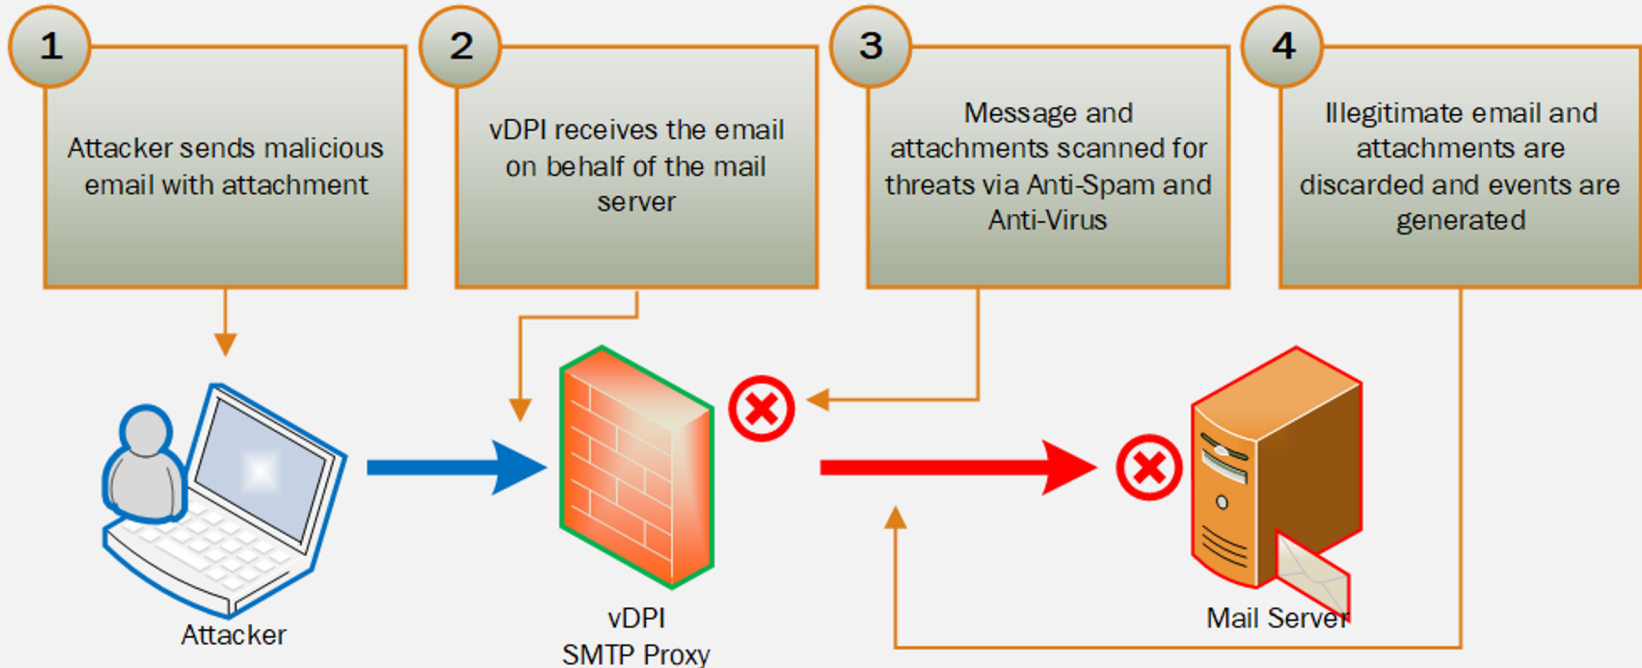 1
Attacker sends malicious
email with attachment
2
vDPI receives the email
on behalf of the mail
server
3
Message and
attachments scanned for
threats via Anti-Spam and
Anti-Virus
4
Illegitimate email and
attachments are
discarded and events are
generated
Attacker
vDPI
SMTP Proxy
Mail Server